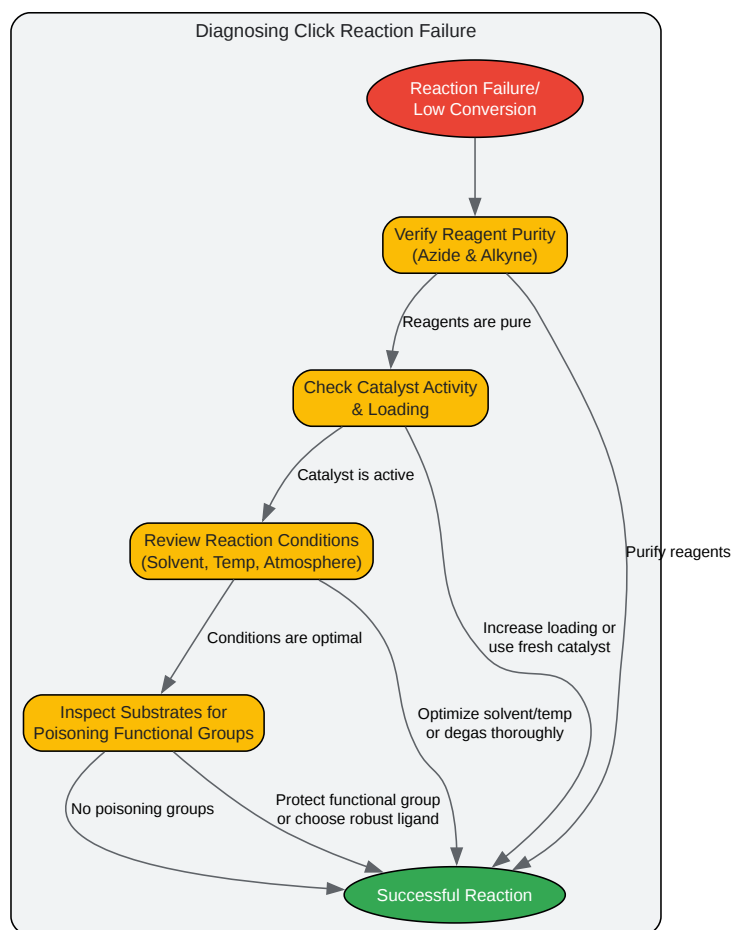 Diagnosing Click Reaction Failure
Reaction Failure/
Low Conversion
Verify Reagent Purity
(Azide & Alkyne)
Reagents are pure
Check Catalyst Activity
& Loading
Catalyst is active
Review Reaction Conditions
(Solvent, Temp, Atmosphere)
Purify reagents
Conditions are optimal
Increase loading or
use fresh catalyst
Inspect Substrates for
Poisoning Functional Groups
Optimize solvent/temp
or degas thoroughly
No poisoning groups
Protect functional group
or choose robust ligand
Successful Reaction